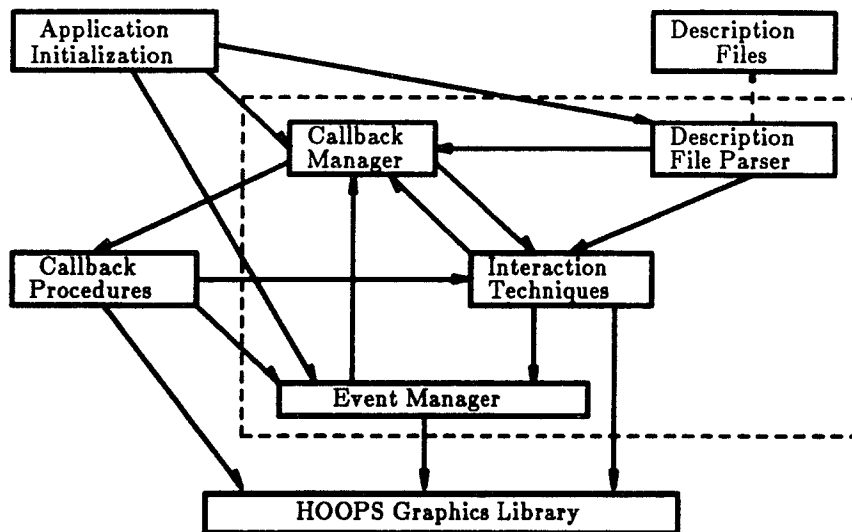 Application
Initialization
Description
Files
Callback
Manager
Description
File Parser
Callback
Procedures
Interaction
Techniques
Event Manager
HOOPS Graphics Library